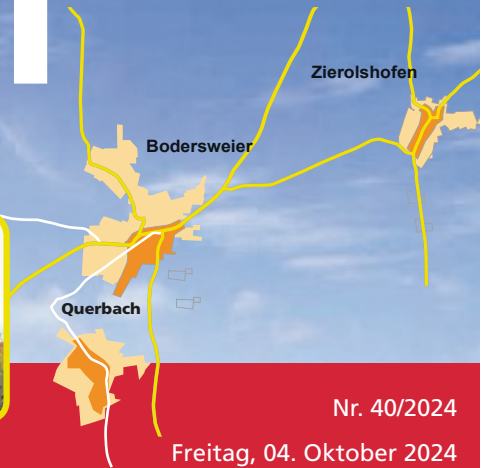 Zierolshofen
Bodersweier
Querbach
Nr. 40/2024
Freitag, 04. Oktober 2024